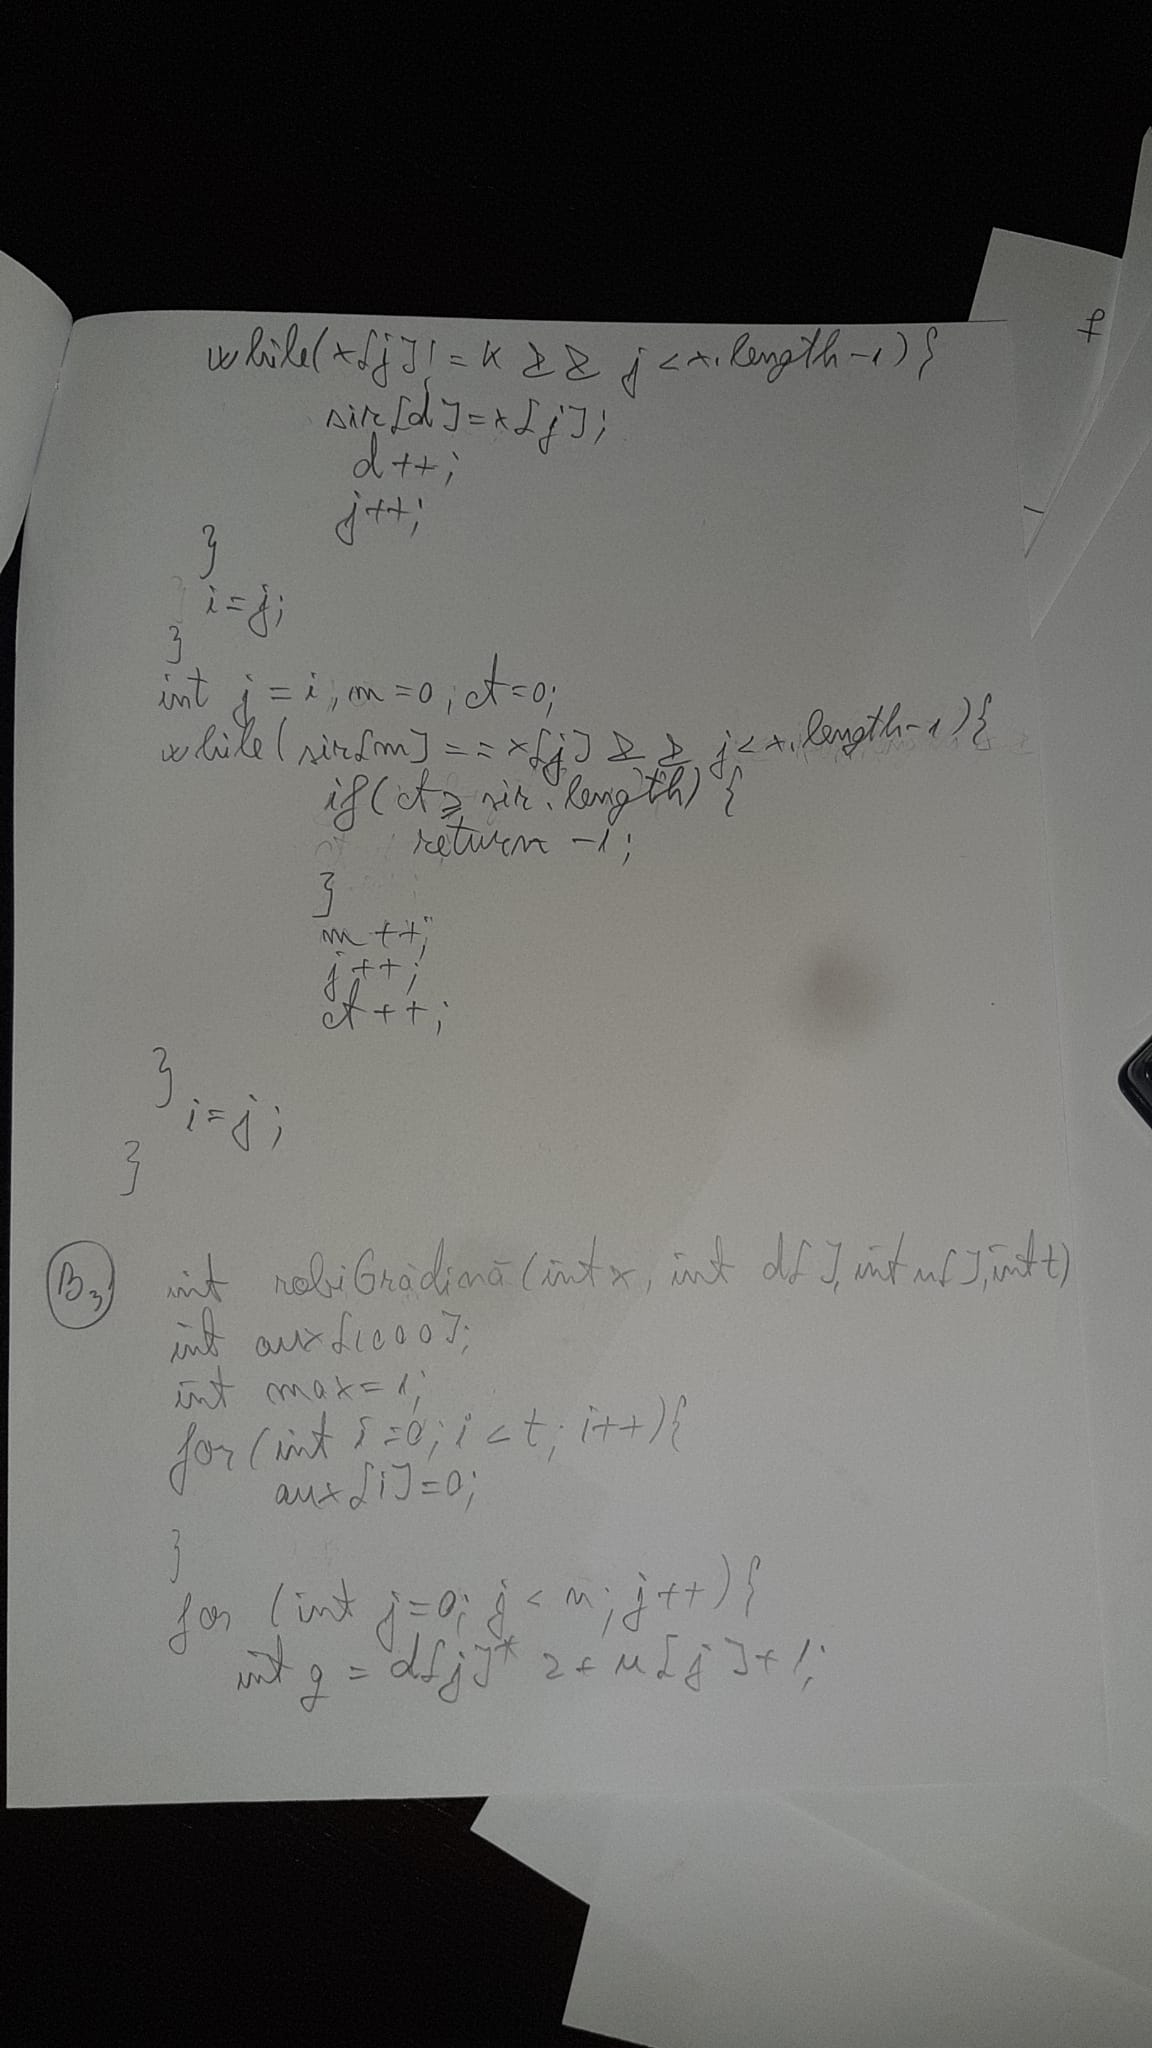 while(x[j]!=k && j<x.length-1){
sir[d]=x[j];
d++;
j++;
}
i=j;
}
int j=i, m=0, ct=0;
while(sir[m]==x[j] && j<x.length-1){
if(ct>=sir.length){
return -1;
}
m++;
j++;
ct++;
}
i=j;
}
B3 int robiGrădină(int x, int d[], int u[], int t)
int aux[1000];
int max=1;
for(int i=0; i<t; i++){
aux[i]=0;
}
for (int j=0; j<n; j++){
int g = d[j]*2+u[j]+1;
f